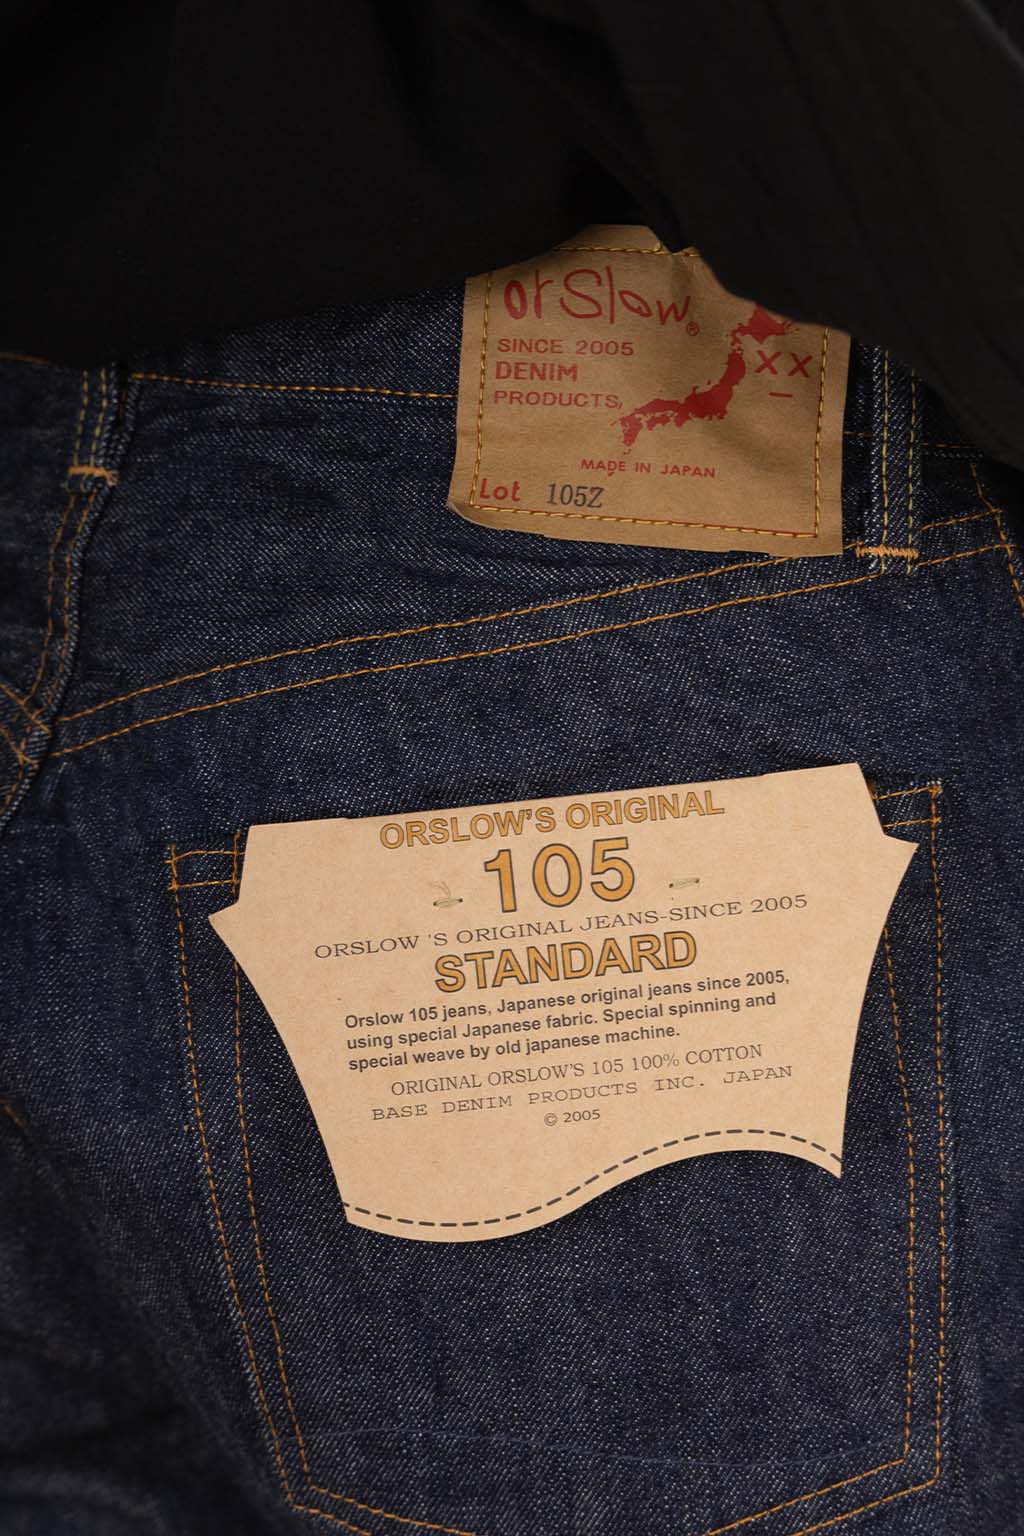 orSlow®
SINCE 2005
DENIM
PRODUCTS,
XX
MADE IN JAPAN
Lot 105Z
ORSLOW'S ORIGINAL
105
ORSLOW 'S ORIGINAL JEANS-SINCE 2005
STANDARD
Orslow 105 jeans, Japanese original jeans since 2005,
using special Japanese fabric. Special spinning and
special weave by old japanese machine.
ORIGINAL ORSLOW'S 105 100% COTTON
BASE DENIM PRODUCTS INC. JAPAN
© 2005